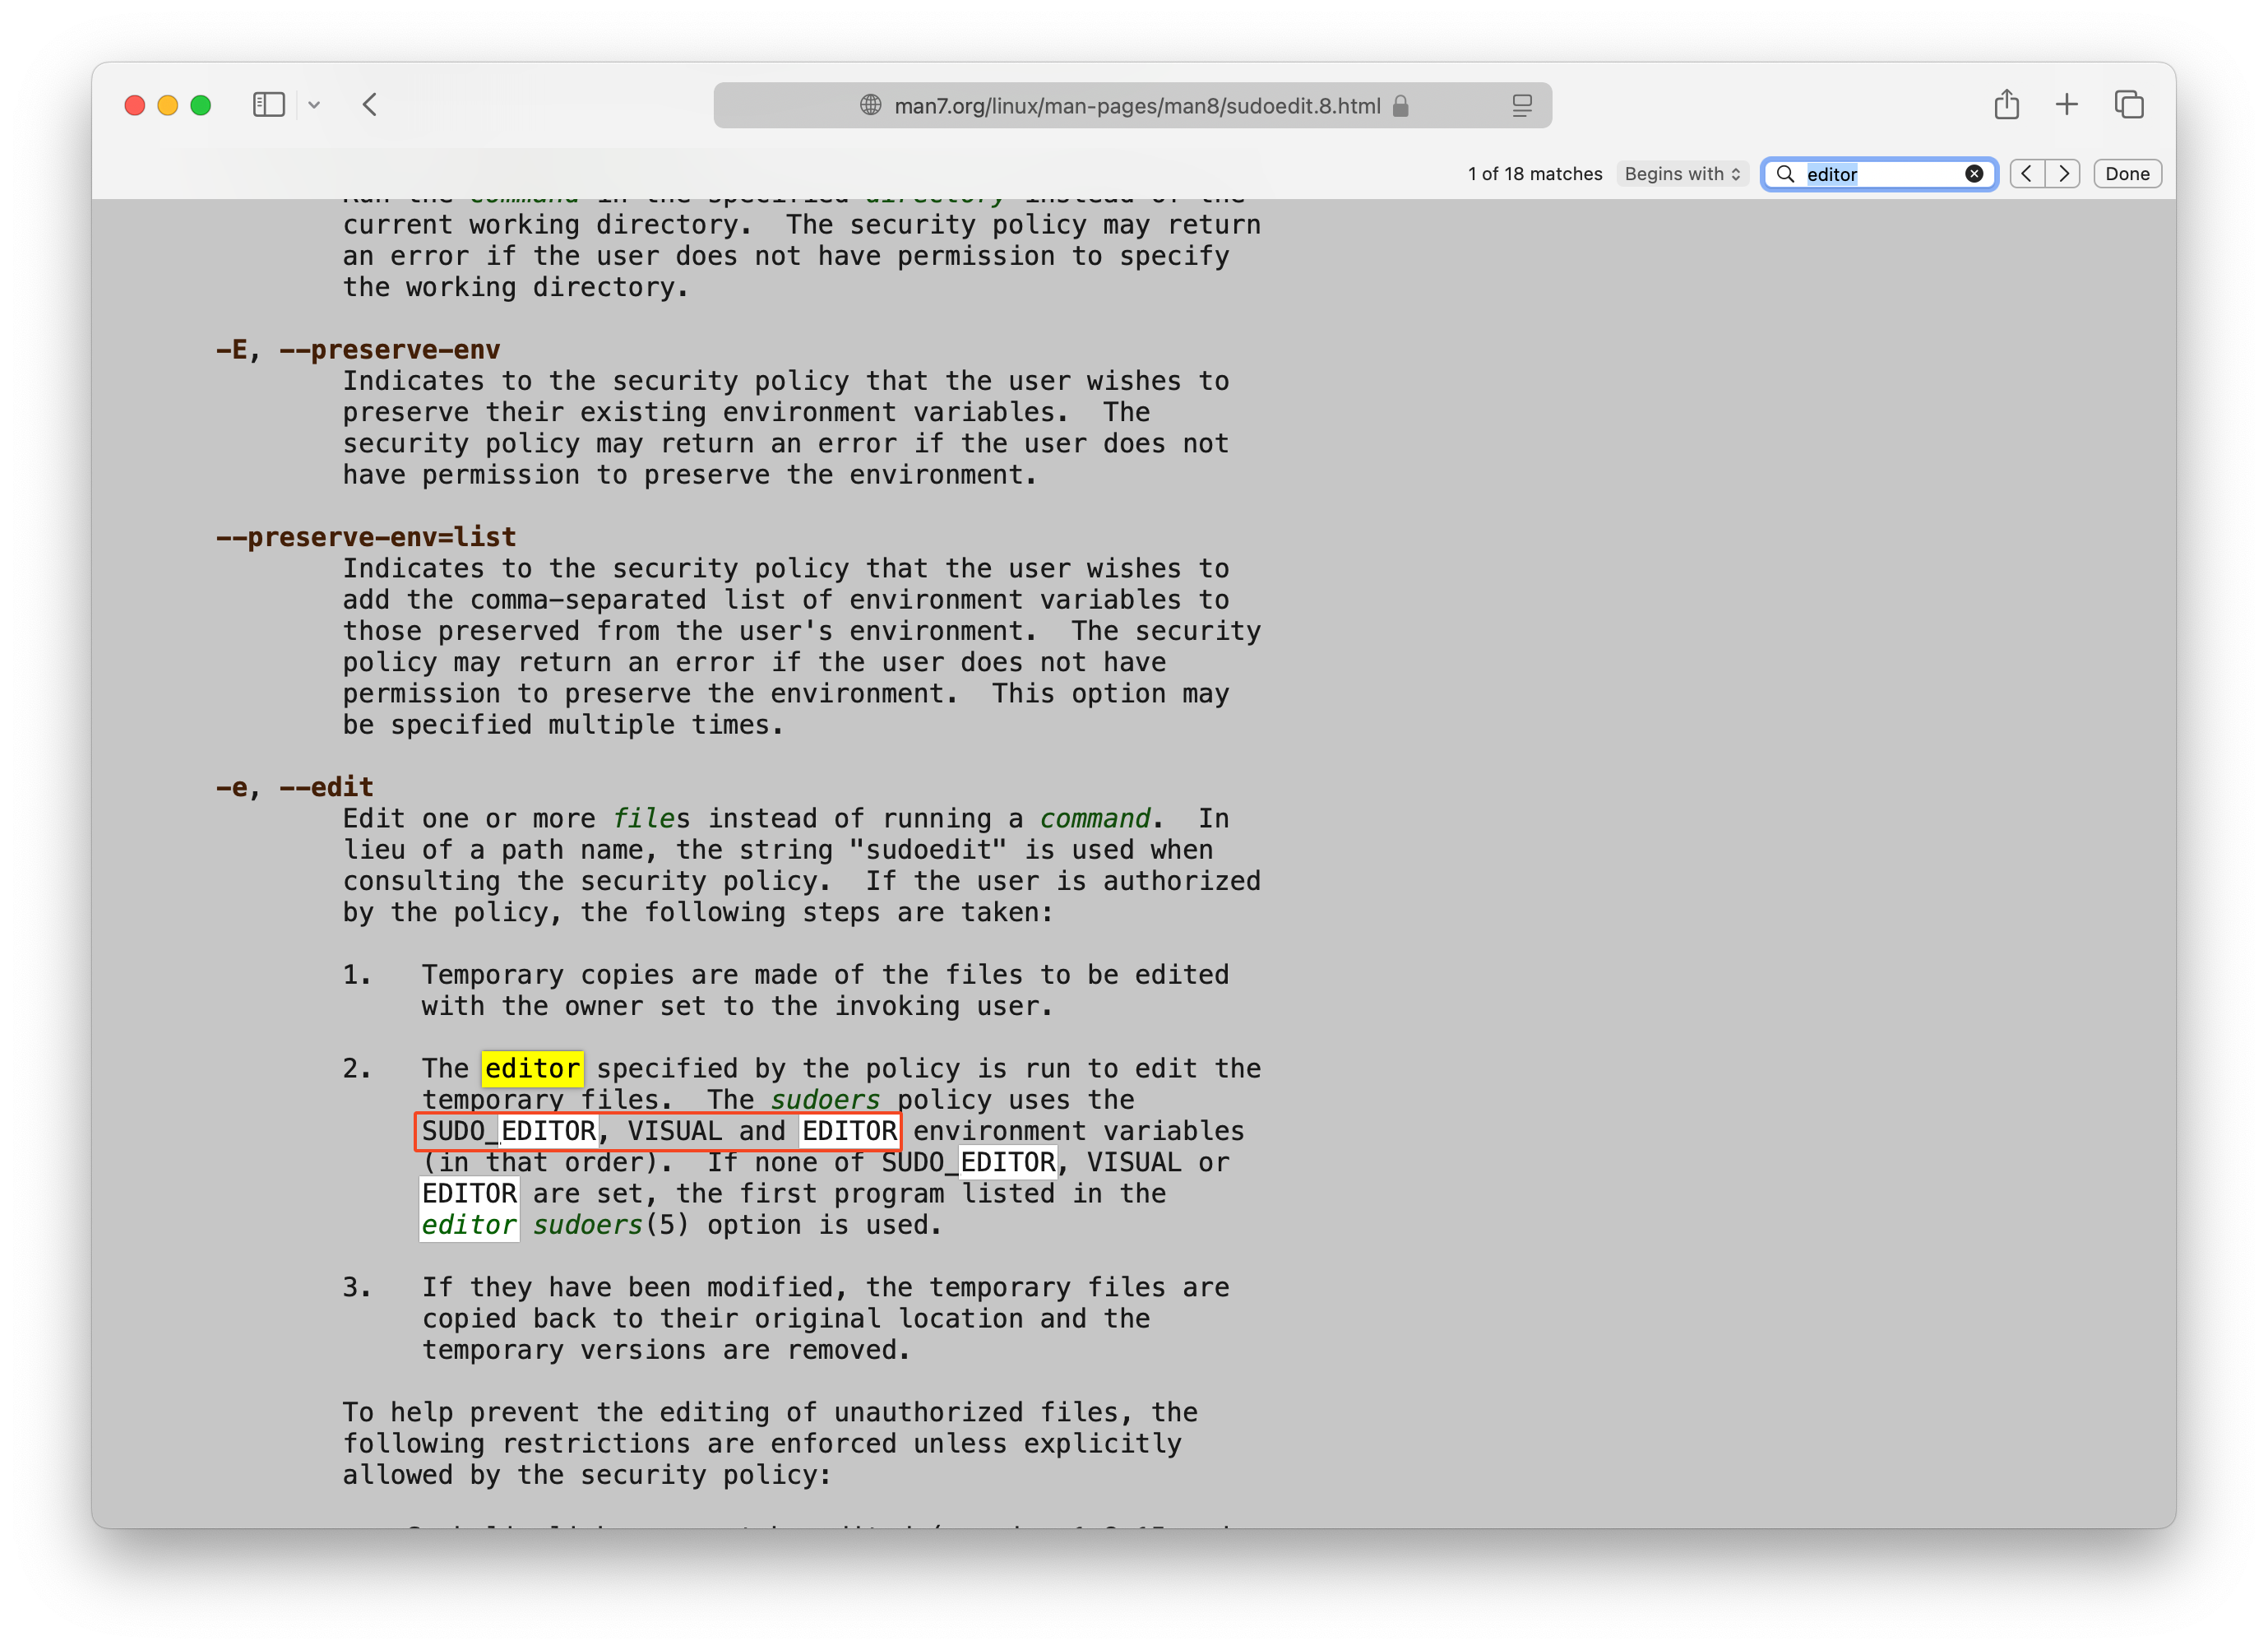 man7.org/linux/man-pages/man8/sudoedit.8.html
1 of 18 matches Begins with editor Done
Run the command in the specified directory instead of the
current working directory.  The security policy may return
an error if the user does not have permission to specify
the working directory.
-E, --preserve-env
Indicates to the security policy that the user wishes to
preserve their existing environment variables.  The
security policy may return an error if the user does not
have permission to preserve the environment.
--preserve-env=list
Indicates to the security policy that the user wishes to
add the comma-separated list of environment variables to
those preserved from the user's environment.  The security
policy may return an error if the user does not have
permission to preserve the environment.  This option may
be specified multiple times.
-e, --edit
Edit one or more files instead of running a command.  In
lieu of a path name, the string "sudoedit" is used when
consulting the security policy.  If the user is authorized
by the policy, the following steps are taken:
1.   Temporary copies are made of the files to be edited
with the owner set to the invoking user.
2.   The editor specified by the policy is run to edit the
temporary files.  The sudoers policy uses the
SUDO_EDITOR, VISUAL and EDITOR environment variables
(in that order).  If none of SUDO_EDITOR, VISUAL or
EDITOR are set, the first program listed in the
editor sudoers(5) option is used.
3.   If they have been modified, the temporary files are
copied back to their original location and the
temporary versions are removed.
To help prevent the editing of unauthorized files, the
following restrictions are enforced unless explicitly
allowed by the security policy: